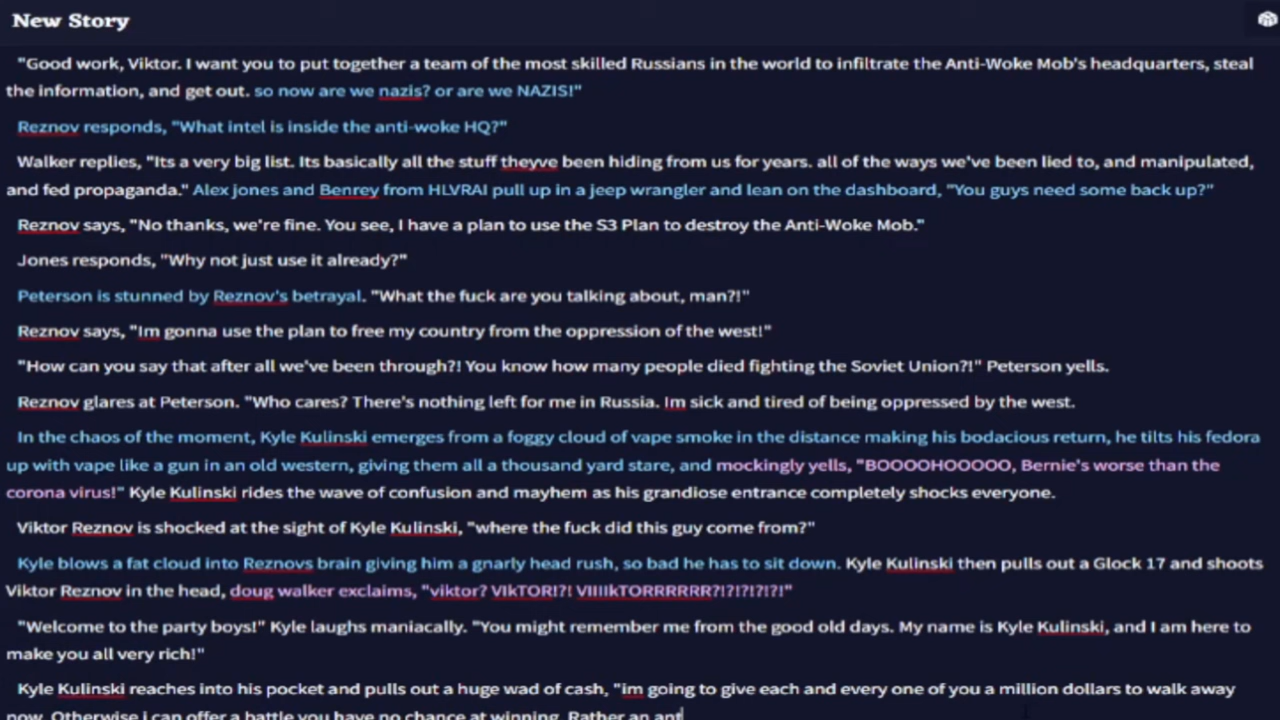 New Story
"Good work, Viktor. I want you to put together a team of the most skilled Russians in the world to infiltrate the Anti-Woke Mob's headquarters, steal
the information, and get out. so now are we nazis? or are we NAZIS!"
Reznov responds, "What intel is inside the anti-woke HQ?"
Walker replies, "Its a very big list. Its basically all the stuff theyve been hiding from us for years. all of the ways we've been lied to, and manipulated,
and fed propaganda." Alex jones and Benrey from HLVRAI pull up in a jeep wrangler and lean on the dashboard, "You guys need some back up?"
Reznov says, "No thanks, we're fine. You see, I have a plan to use the S3 Plan to destroy the Anti-Woke Mob."
Jones responds, "Why not just use it already?"
Peterson is stunned by Reznov's betrayal. "What the fuck are you talking about, man?!"
Reznov says, "Im gonna use the plan to free my country from the oppression of the west!"
"How can you say that after all we've been through?! You know how many people died fighting the Soviet Union?!" Peterson yells.
Reznov glares at Peterson. "Who cares? There's nothing left for me in Russia. Im sick and tired of being oppressed by the west.
In the chaos of the moment, Kyle Kulinski emerges from a foggy cloud of vape smoke in the distance making his bodacious return, he tilts his fedora
up with vape like a gun in an old western, giving them all a thousand yard stare, and mockingly yells, "BOOOOHOOOOO, Bernie's worse than the
corona virus!" Kyle Kulinski rides the wave of confusion and mayhem as his grandiose entrance completely shocks everyone.
Viktor Reznov is shocked at the sight of Kyle Kulinski, "where the fuck did this guy come from?"
Kyle blows a fat cloud into Reznovs brain giving him a gnarly head rush, so bad he has to sit down. Kyle Kulinski then pulls out a Glock 17 and shoots
Viktor Reznov in the head, doug walker exclaims, "viktor? VIkTOR!?! VIIIIkTORRRRRR?!?!?!?!?!"
"Welcome to the party boys!" Kyle laughs maniacally. "You might remember me from the good old days. My name is Kyle Kulinski, and I am here to
make you all very rich!"
Kyle Kulinski reaches into his pocket and pulls out a huge wad of cash, "im going to give each and every one of you a million dollars to walk away
now. Otherwise i can offer a battle you have no chance at winning. Rather an ant